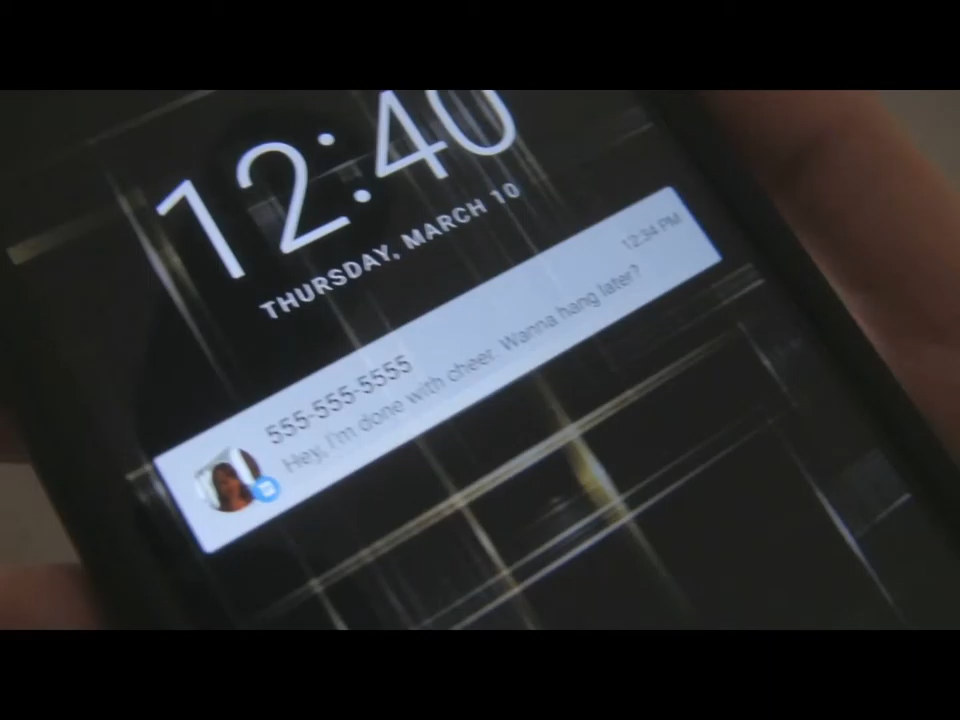 12:40
THURSDAY, MARCH 10
555-555-5555 12:34 PM
Hey, I'm done with cheer. Wanna hang later?